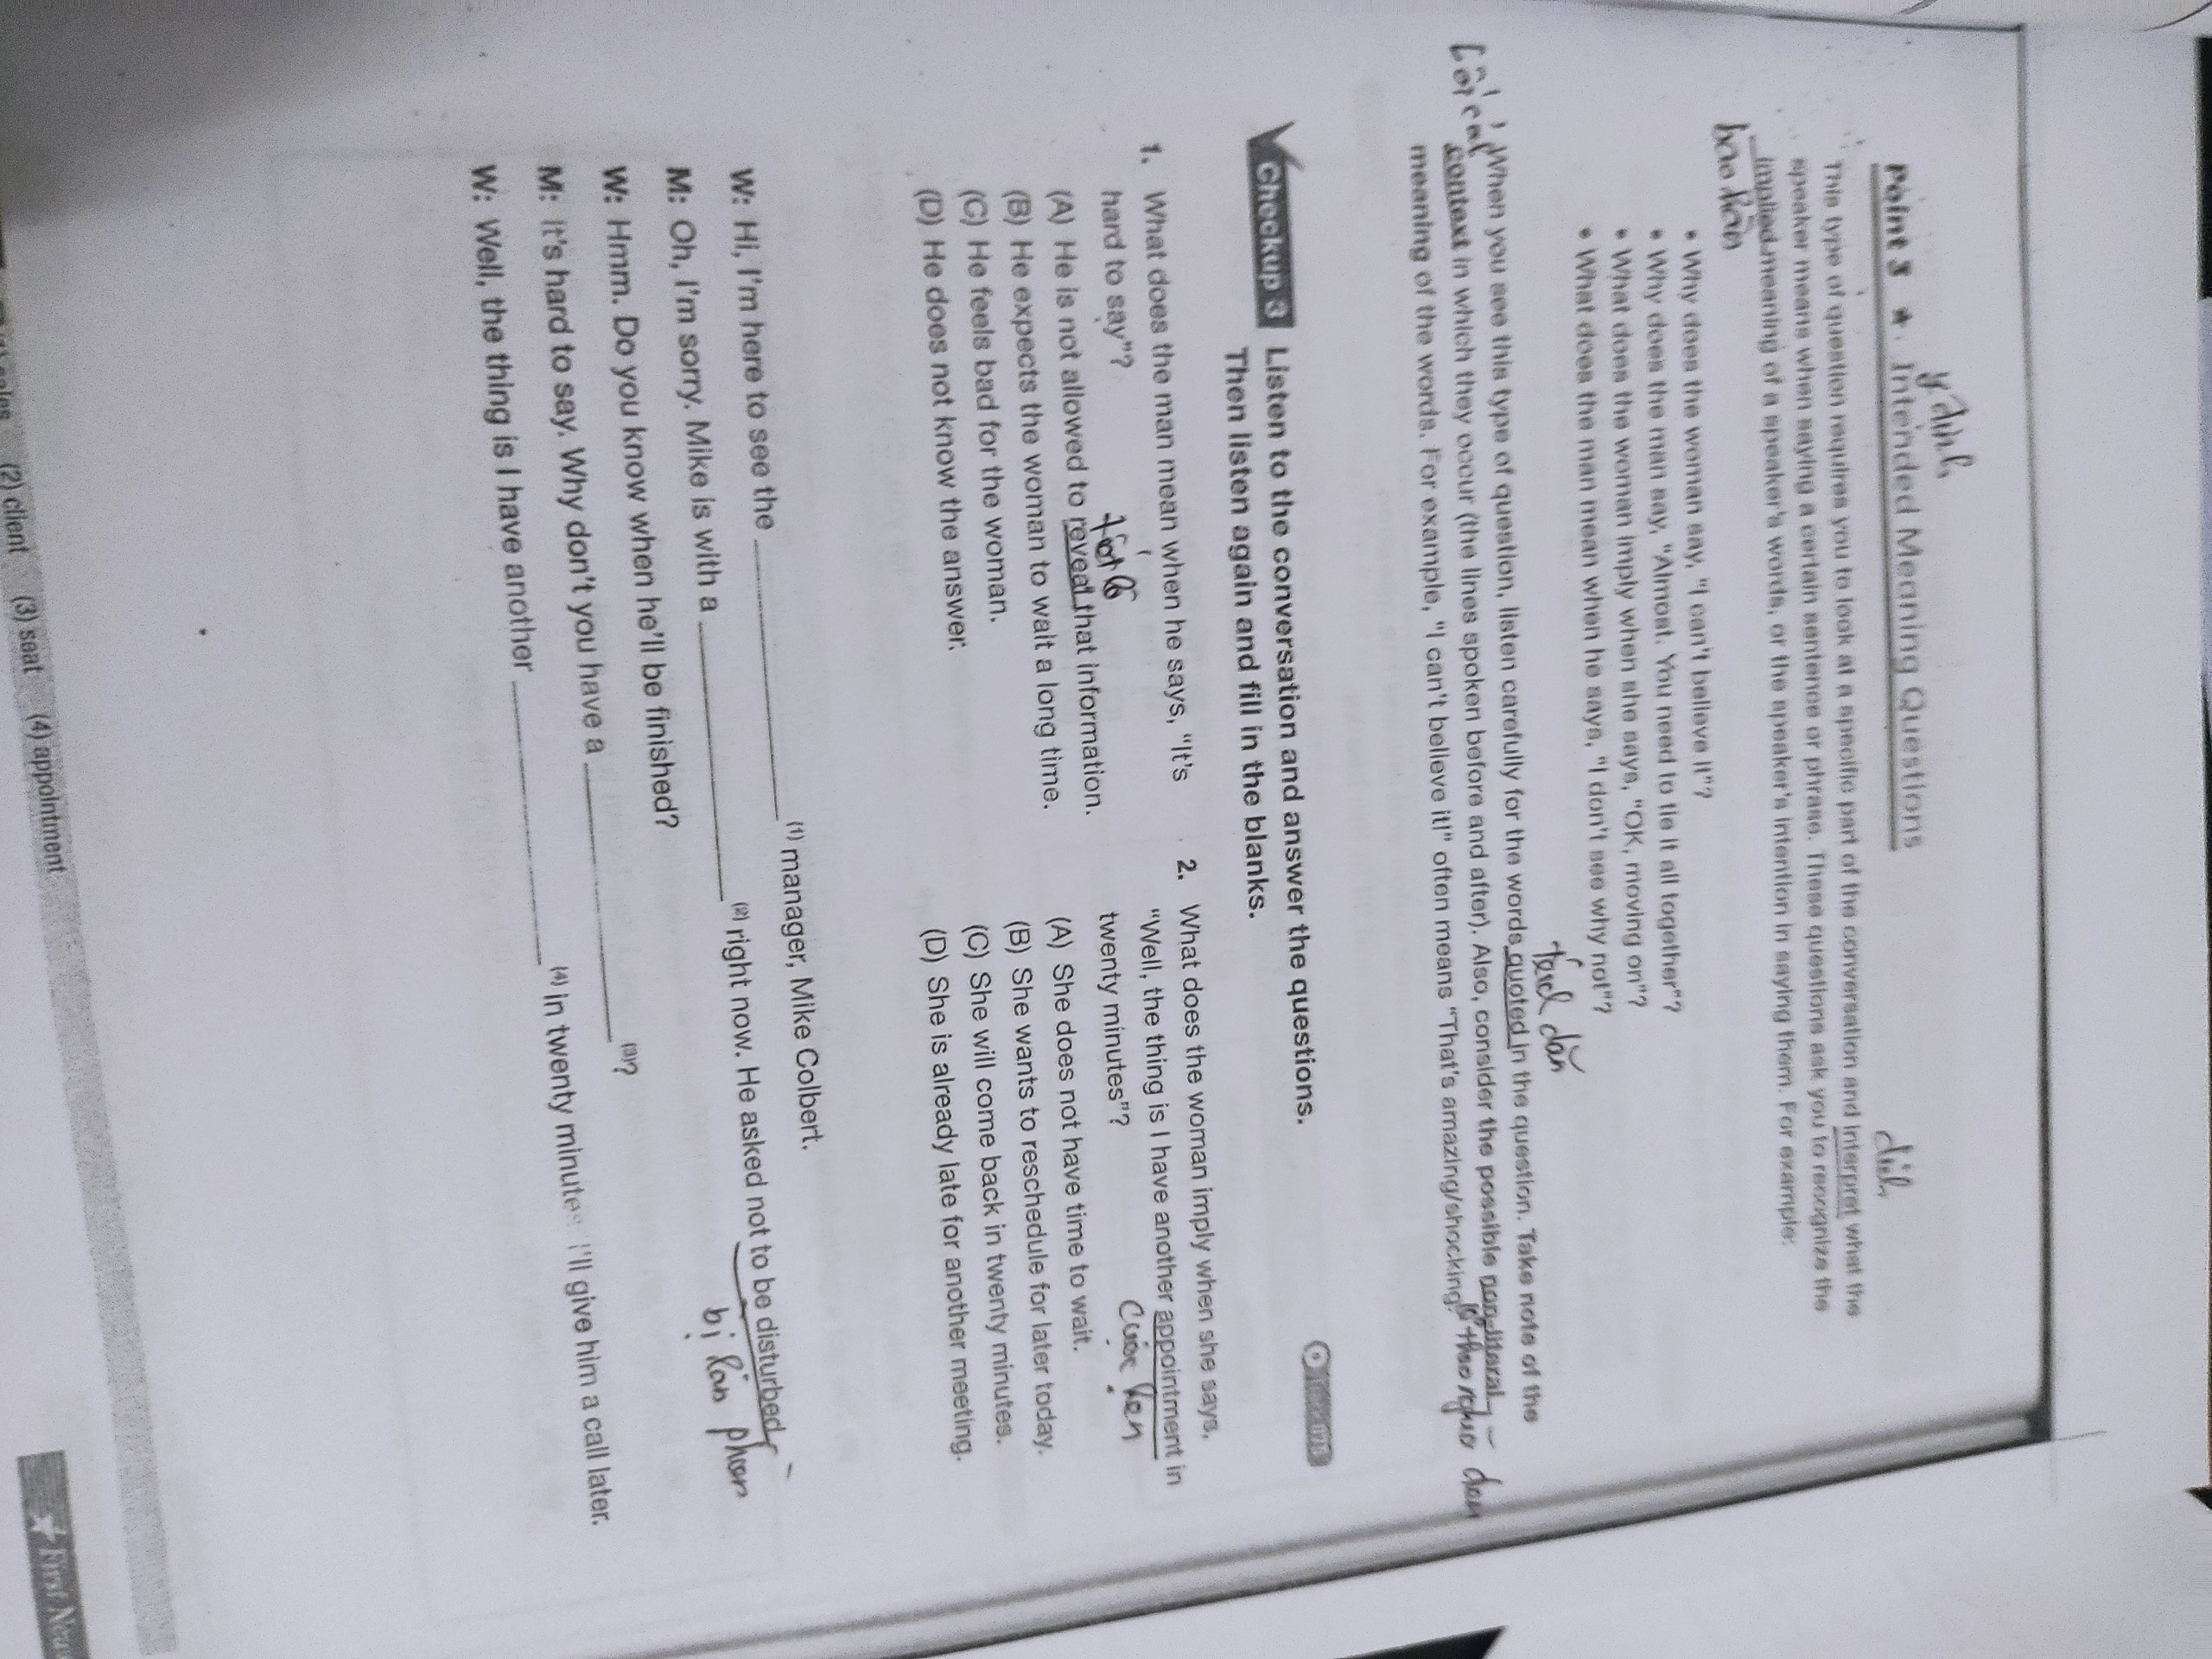 ý định
Point 3 ★ Intended Meaning Questions
dịch
This type of question requires you to look at a specific part of the conversation and interpret what the
speaker means when saying a certain sentence or phrase. These questions ask you to recognize the
implied meaning of a speaker's words, or the speaker's intention in saying them. For example:
• Why does the woman say, "I can't believe it"?
• Why does the man say, "Almost. You need to tie it all together"?
• What does the woman imply when she says, "OK, moving on"?
• What does the man mean when he says, "I don't see why not"?
When you see this type of question, listen carefully for the words quoted in the question. Take note of the
context in which they occur (the lines spoken before and after). Also, consider the possible nonliteral
meaning of the words. For example, "I can't believe it!" often means "That's amazing/shocking."
Checkup 3 Listen to the conversation and answer the questions.
Then listen again and fill in the blanks.
1. What does the man mean when he says, "It's
hard to say"?
(A) He is not allowed to reveal that information.
(B) He expects the woman to wait a long time.
(C) He feels bad for the woman.
(D) He does not know the answer.
2. What does the woman imply when she says,
"Well, the thing is I have another appointment in
cuộc hẹn
twenty minutes"?
(A) She does not have time to wait.
(B) She wants to reschedule for later today.
(C) She will come back in twenty minutes.
(D) She is already late for another meeting.
W: Hi, I'm here to see the (1) manager, Mike Colbert.
M: Oh, I'm sorry. Mike is with a (2) right now. He asked not to be disturbed.
W: Hmm. Do you know when he'll be finished?
M: It's hard to say. Why don't you have a (3)?
W: Well, the thing is I have another (4) in twenty minutes. I'll give him a call later.
sales (2) client (3) seat (4) appointment
★ First News